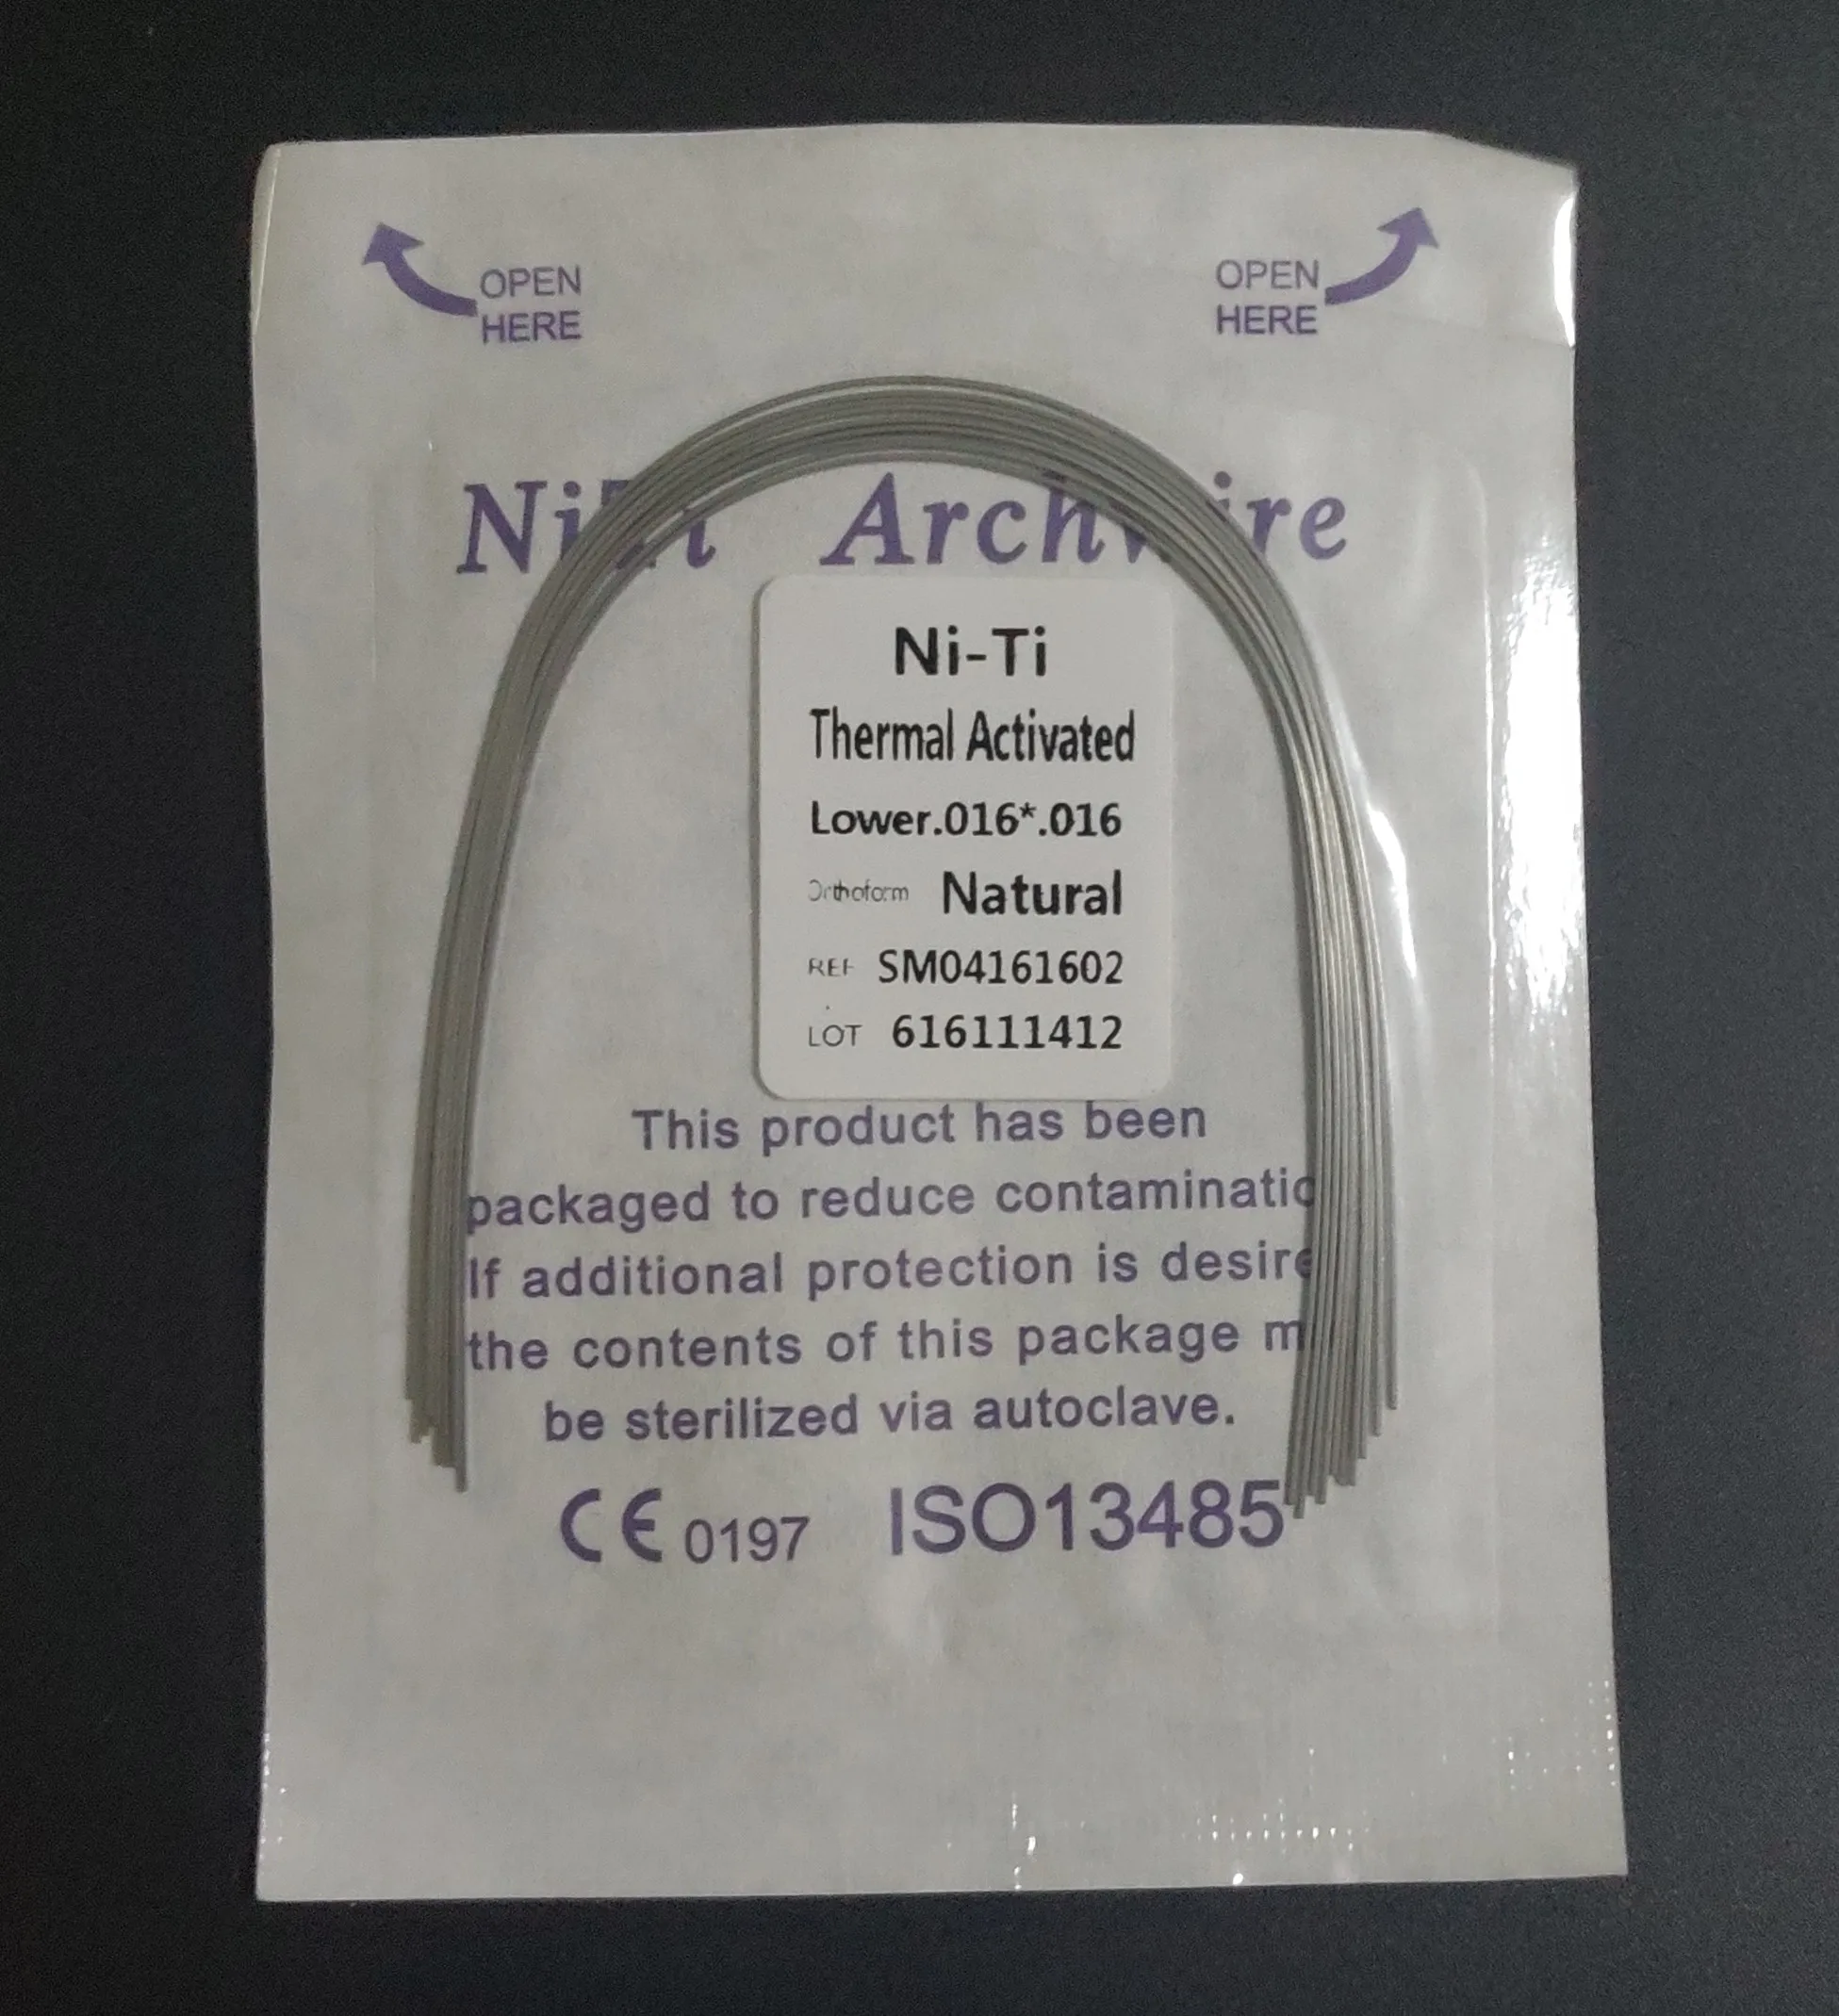 OPEN HERE
OPEN HERE
NiTi Archwire
Ni-Ti
Thermal Activated
Lower.016*.016
Orthoform Natural
REF SM04161602
LOT 616111412
This product has been
packaged to reduce contaminatio
If additional protection is desire
the contents of this package m
be sterilized via autoclave.
CE 0197 ISO13485